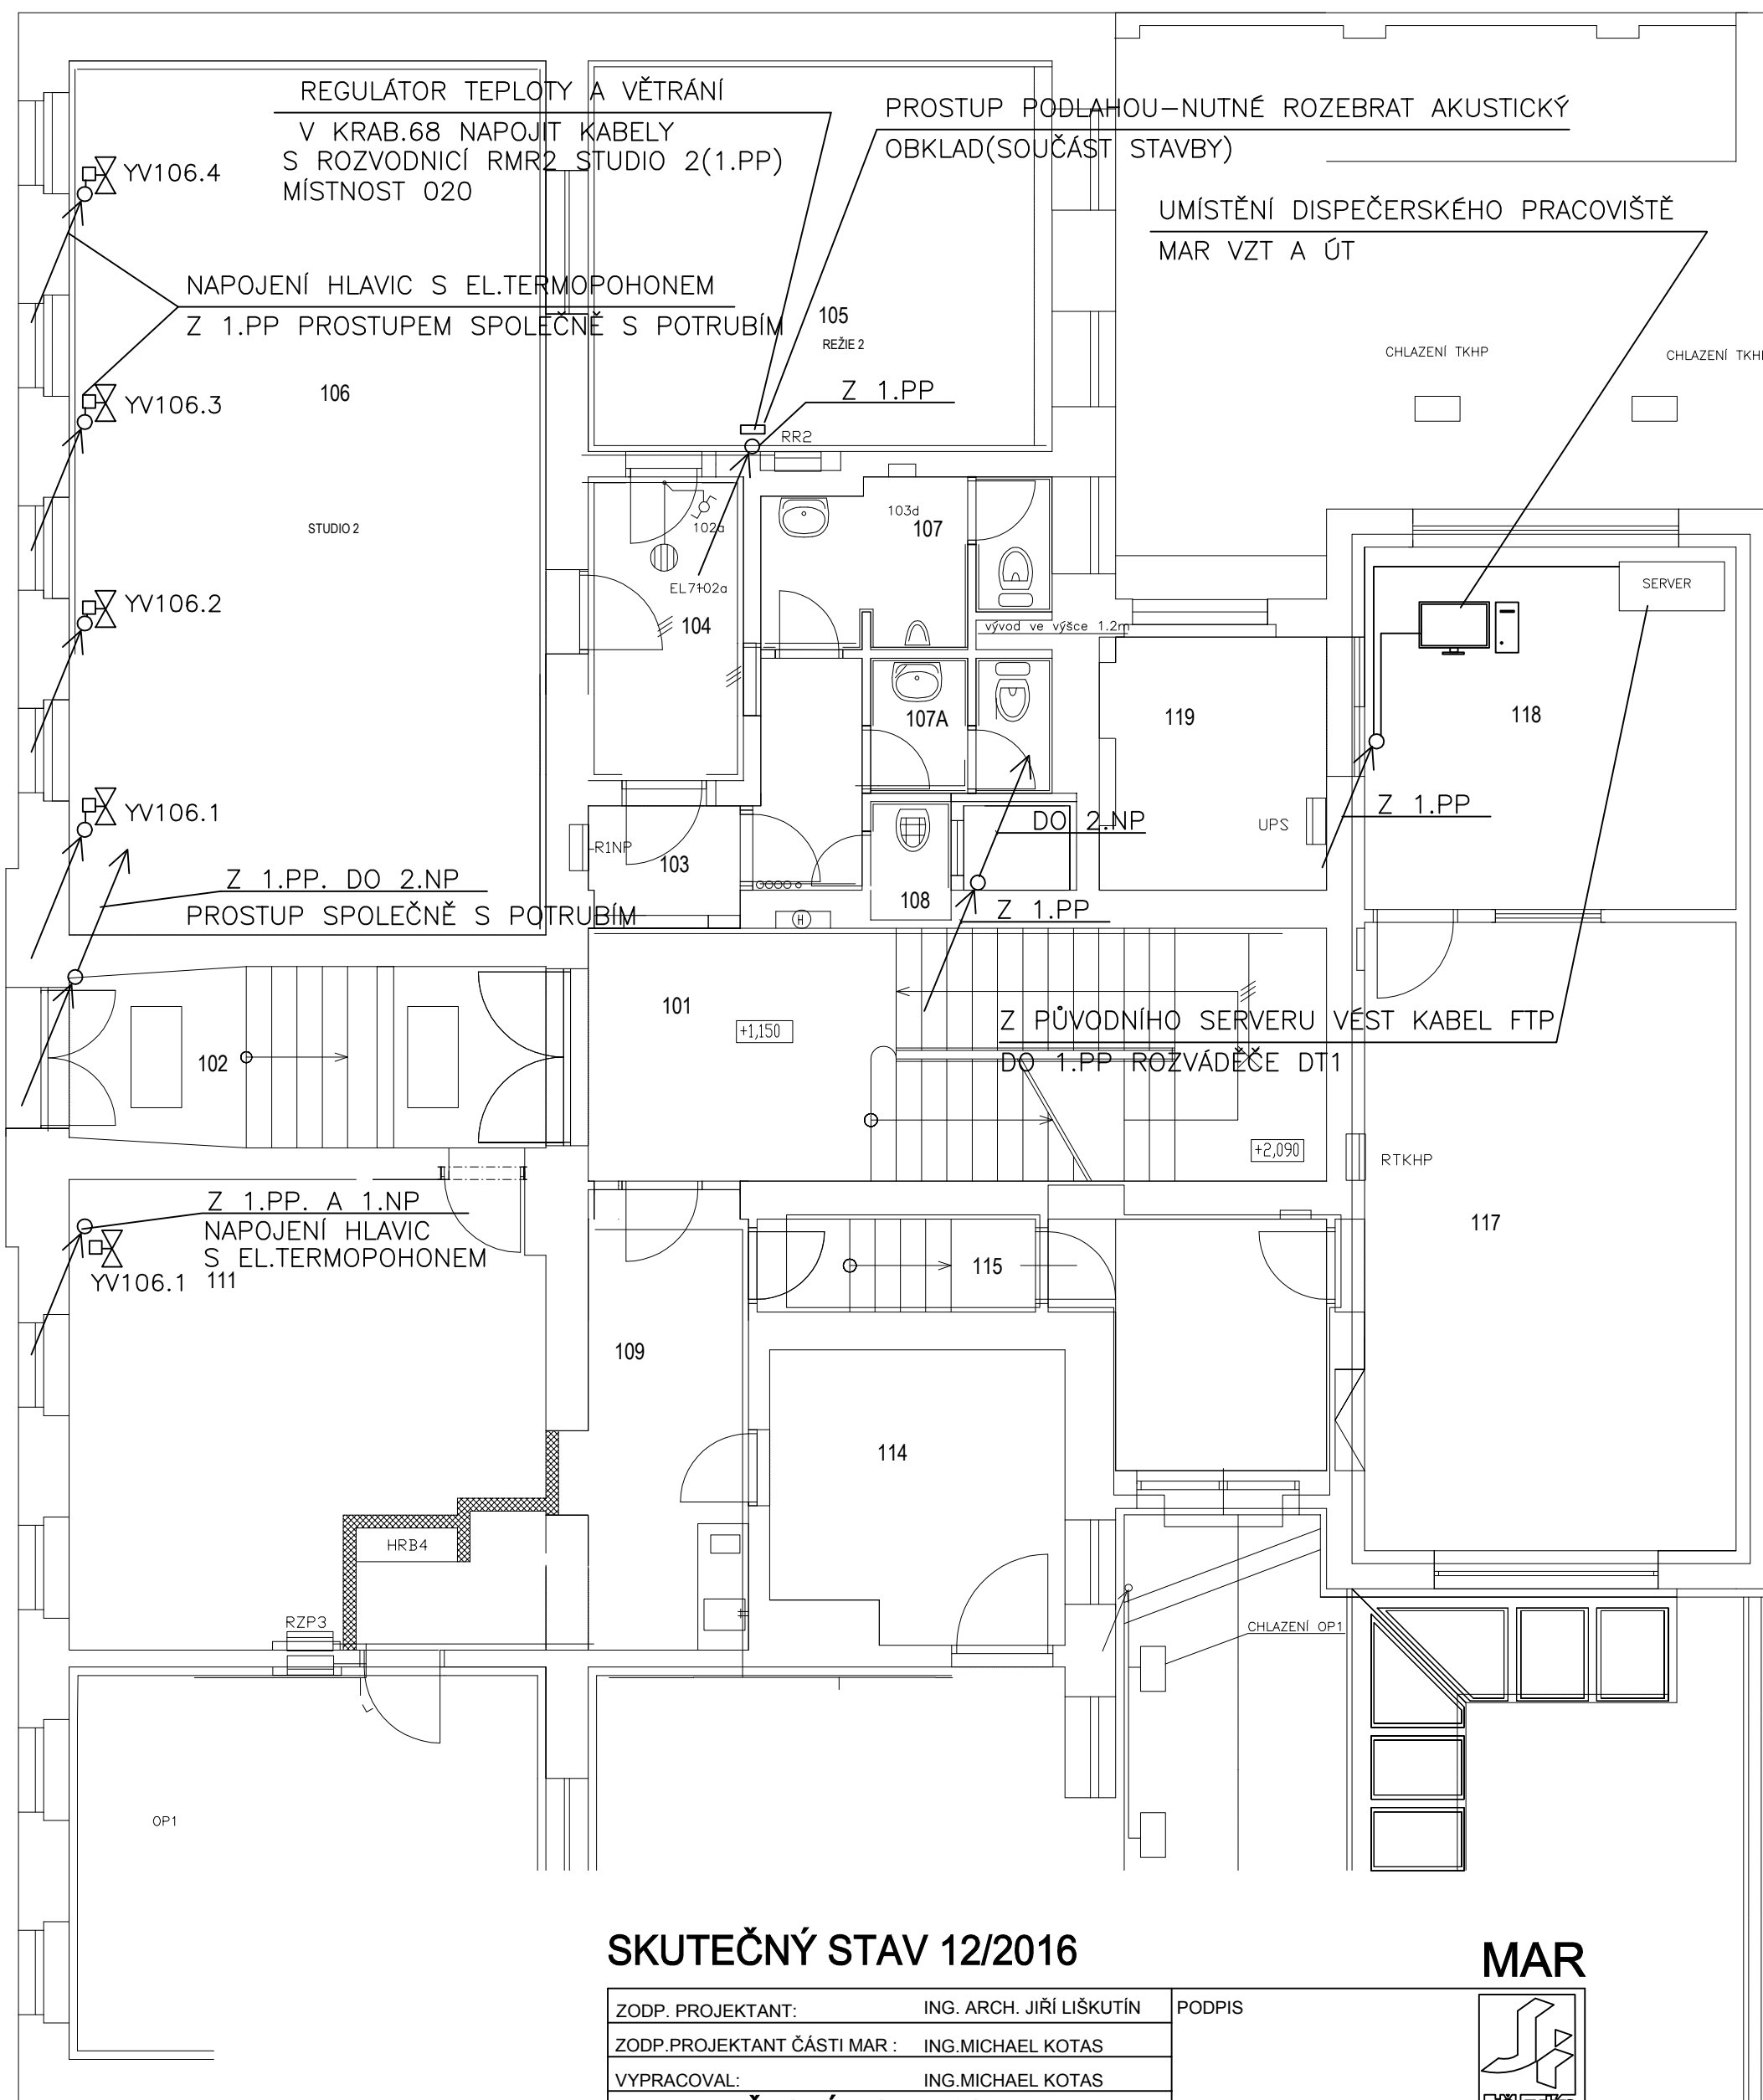 REGULÁTOR TEPLOTY A VĚTRÁNÍ
V KRAB.68 NAPOJIT KABELY
S ROZVODNICÍ RMR2 STUDIO 2(1.PP)
MÍSTNOST 020
PROSTUP PODLAHOU-NUTNÉ ROZEBRAT AKUSTICKÝ
OBKLAD(SOUČÁST STAVBY)
UMÍSTĚNÍ DISPEČERSKÉHO PRACOVIŠTĚ
MAR VZT A ÚT
YV106.4
NAPOJENÍ HLAVIC S EL.TERMOPOHONEM
Z 1.PP PROSTUPEM SPOLEČNĚ S POTRUBÍM
105
REŽIE 2
CHLAZENÍ TKHP
CHLAZENÍ TKH
106
YV106.3
Z 1.PP
RR2
STUDIO 2
102a
103d
107
EL7102a
104
YV106.2
vývod ve výšce 1.2m
SERVER
107A
119
118
YV106.1
Z 1.PP
DO 2.NP
UPS
R1NP
103
108
Z 1.PP. DO 2.NP
PROSTUP SPOLEČNĚ S POTRUBÍM
H
Z 1.PP
101
+1,150
Z PŮVODNÍHO SERVERU VÉST KABEL FTP
DO 1.PP ROZVÁDĚČE DT1
102
+2,090
RTKHP
Z 1.PP. A 1.NP
NAPOJENÍ HLAVIC
S EL.TERMOPOHONEM
YV106.1
111
115
117
109
114
HRB4
RZP3
CHLAZENÍ OP1
OP1
SKUTEČNÝ STAV 12/2016
MAR
ZODP. PROJEKTANT: ING. ARCH. JIŘÍ LIŠKUTÍN
PODPIS
ZODP.PROJEKTANT ČÁSTI MAR : ING.MICHAEL KOTAS
VYPRACOVAL: ING.MICHAEL KOTAS